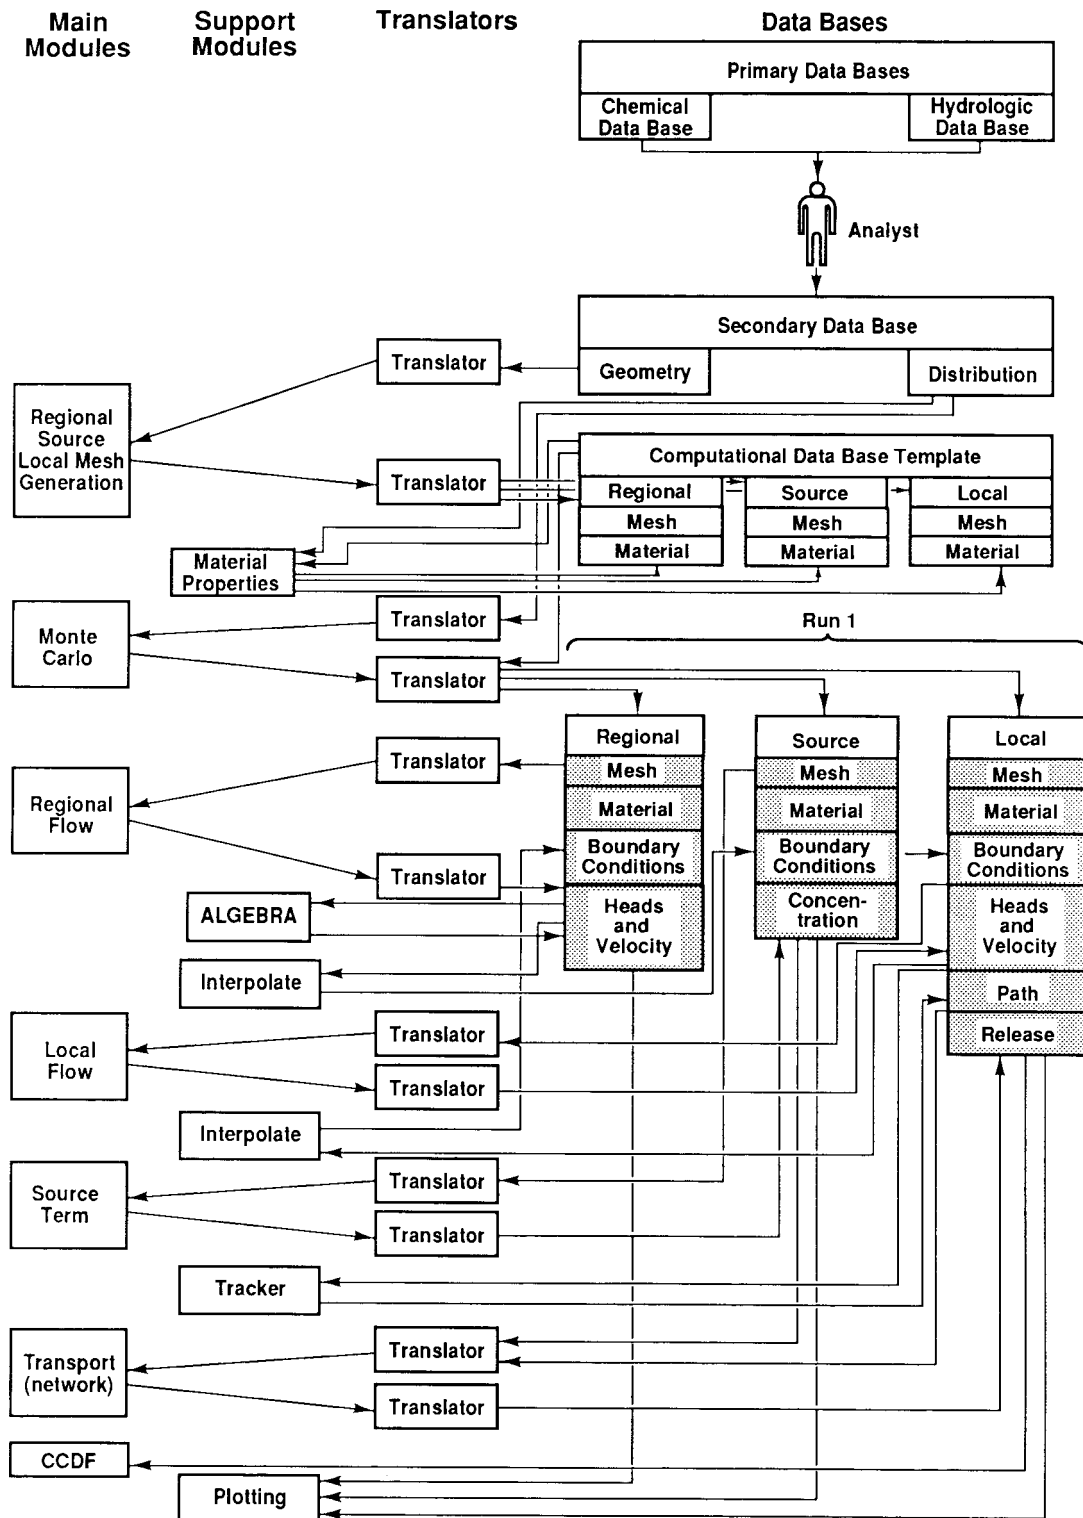 Main
Modules
Support
Modules
Translators
Data Bases
Primary Data Bases
Chemical
Data Base
Hydrologic
Data Base
Analyst
Secondary Data Base
Geometry
Distribution
Translator
Regional
Source
Local Mesh
Generation
Translator
Computational Data Base Template
Regional
Source
Local
Mesh
Mesh
Mesh
Material
Material
Material
Material
Properties
Translator
Monte
Carlo
Translator
Run 1
Regional
Source
Local
Translator
Mesh
Mesh
Mesh
Material
Material
Material
Regional
Flow
Boundary
Conditions
Boundary
Conditions
Boundary
Conditions
Translator
ALGEBRA
Heads
and
Velocity
Concen-
tration
Heads
and
Velocity
Interpolate
Path
Release
Local
Flow
Translator
Translator
Interpolate
Source
Term
Translator
Translator
Tracker
Transport
(network)
Translator
Translator
CCDF
Plotting